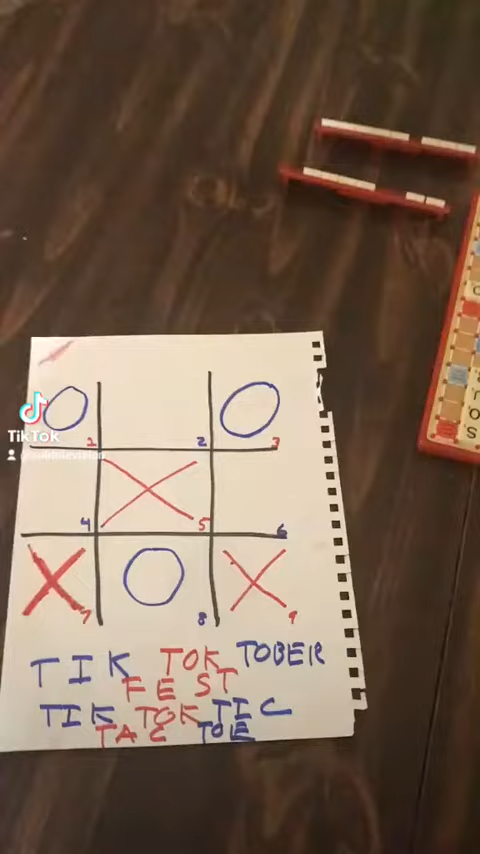 TikTok
1 2 3
4 5 6
7 8 9
TIK TOK TOBER
FEST
TIK TOK TIC
TAC TOE